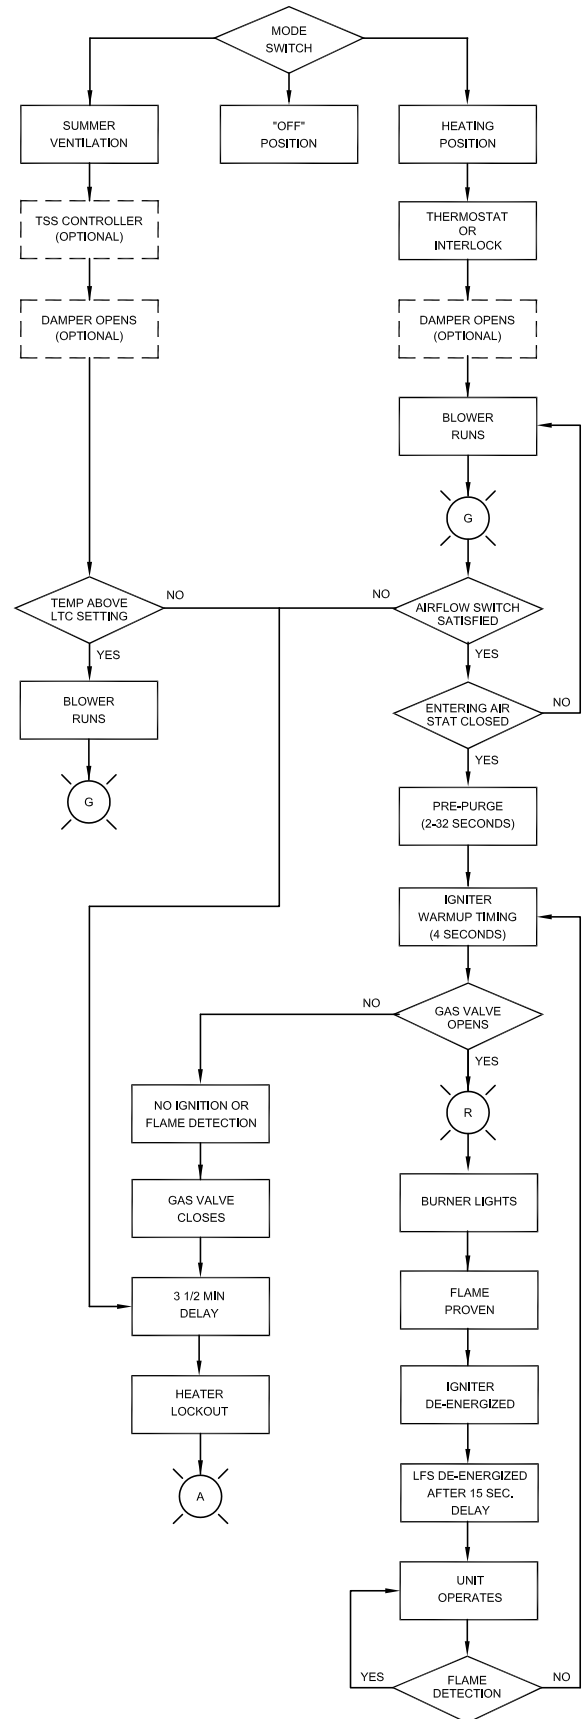 MODE
SWITCH
SUMMER
VENTILATION
"OFF"
POSITION
HEATING
POSITION
TSS CONTROLLER
(OPTIONAL)
THERMOSTAT
OR
INTERLOCK
DAMPER OPENS
(OPTIONAL)
DAMPER OPENS
(OPTIONAL)
BLOWER
RUNS
G
TEMP ABOVE
LTC SETTING
NO
NO
AIRFLOW SWITCH
SATISFIED
YES
YES
BLOWER
RUNS
ENTERING AIR
STAT CLOSED
NO
YES
G
PRE-PURGE
(2-32 SECONDS)
IGNITER
WARMUP TIMING
(4 SECONDS)
NO
GAS VALVE
OPENS
YES
NO IGNITION OR
FLAME DETECTION
R
GAS VALVE
CLOSES
BURNER LIGHTS
3 1/2 MIN
DELAY
FLAME
PROVEN
HEATER
LOCKOUT
IGNITER
DE-ENERGIZED
A
LFS DE-ENERGIZED
AFTER 15 SEC.
DELAY
UNIT
OPERATES
YES
FLAME
DETECTION
NO